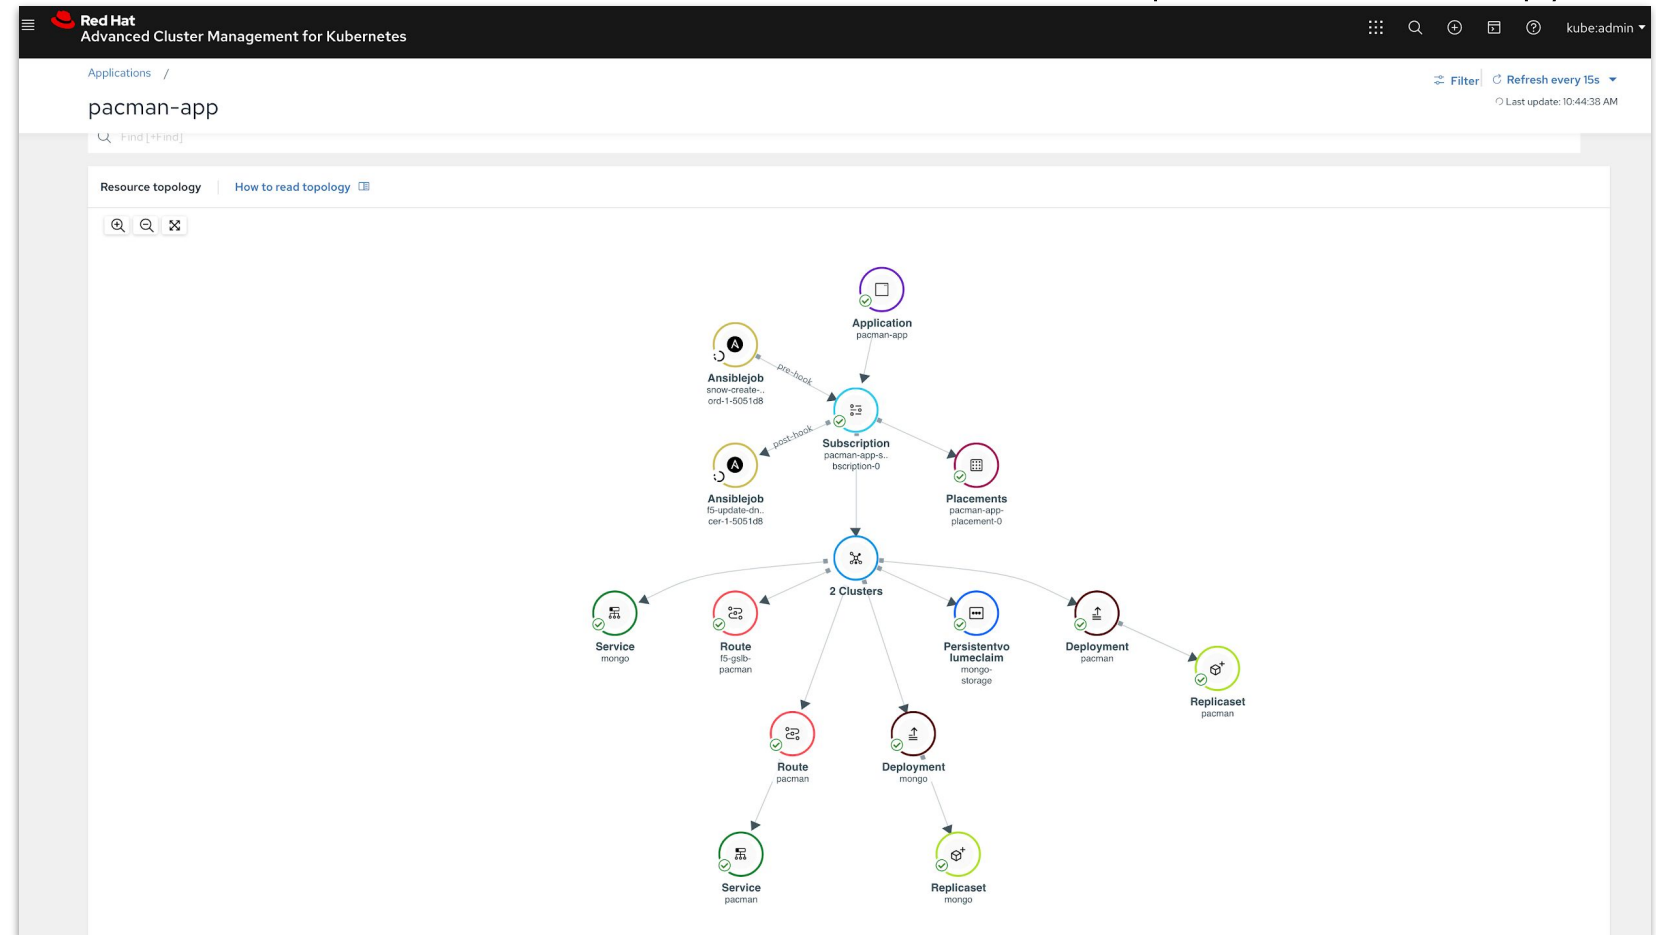 Red Hat
Advanced Cluster Management for Kubernetes
kube:admin
Applications /
pacman-app
Filter
Refresh every 15s
Last update: 10:44:38 AM
Find [+Find]
Resource topology
How to read topology
Application
pacman-app
Ansiblejob
snow-create-..
ord-1-5051d8
pre-hook
Subscription
pacman-app-s..
bscription-0
post-hook
Ansiblejob
f5-update-dn..
cer-1-5051d8
Placements
pacman-app-
placement-0
2 Clusters
Service
mongo
Route
f5-gslb-
pacman
Persistentvo
lumeclaim
mongo-
storage
Deployment
pacman
Replicaset
pacman
Route
pacman
Deployment
mongo
Service
pacman
Replicaset
mongo